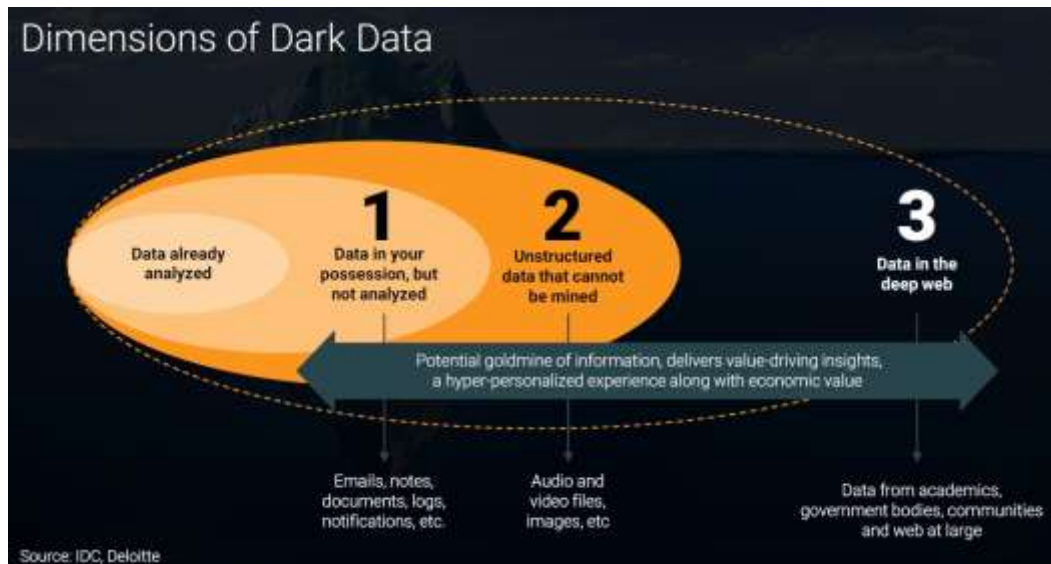 Dimensions of Dark Data
Data already
analyzed
1
Data in your
possession, but
not analyzed
2
Unstructured
data that cannot
be mined
3
Data in the
deep web
Potential goldmine of information, delivers value-driving insights,
a hyper-personalized experience along with economic value
Emails, notes,
documents, logs,
notifications, etc.
Audio and
video files,
images, etc
Data from academics,
government bodies, communities
and web at large
Source: IDC, Deloitte